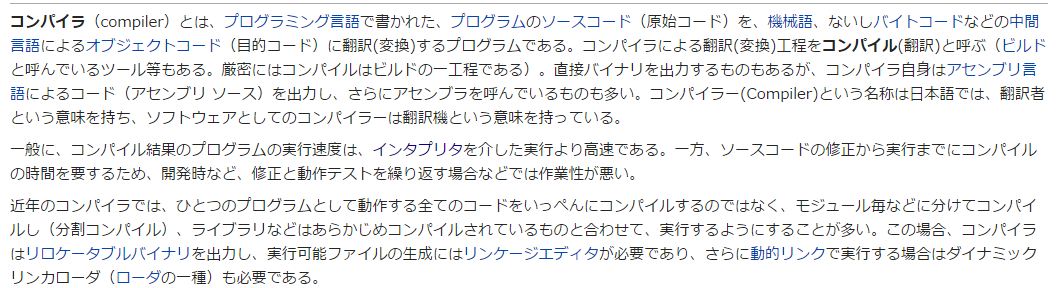 コンパイラ（compiler）とは、プログラミング言語で書かれた、プログラムのソースコード（原始コード）を、機械語、ないしバイトコードなどの中間
言語によるオブジェクトコード（目的コード）に翻訳(変換)するプログラムである。コンパイラによる翻訳(変換)工程をコンパイル(翻訳)と呼ぶ（ビルド
と呼んでいるツール等もある。厳密にはコンパイルはビルドの一工程である）。直接バイナリを出力するものもあるが、コンパイラ自身はアセンブリ言
語によるコード（アセンブリ ソース）を出力し、さらにアセンブラを呼んでいるものも多い。コンパイラー(Compiler)という名称は日本語では、翻訳者
という意味を持ち、ソフトウェアとしてのコンパイラーは翻訳機という意味を持っている。
一般に、コンパイル結果のプログラムの実行速度は、インタプリタを介した実行より高速である。一方、ソースコードの修正から実行までにコンパイル
の時間を要するため、開発時など、修正と動作テストを繰り返す場合などでは作業性が悪い。
近年のコンパイラでは、ひとつのプログラムとして動作する全てのコードをいっぺんにコンパイルするのではなく、モジュール毎などに分けてコンパイ
ルし（分割コンパイル）、ライブラリなどはあらかじめコンパイルされているものと合わせて、実行するようにすることが多い。この場合、コンパイラ
はリロケータブルバイナリを出力し、実行可能ファイルの生成にはリンケージエディタが必要であり、さらに動的リンクで実行する場合はダイナミック
リンカローダ（ローダの一種）も必要である。